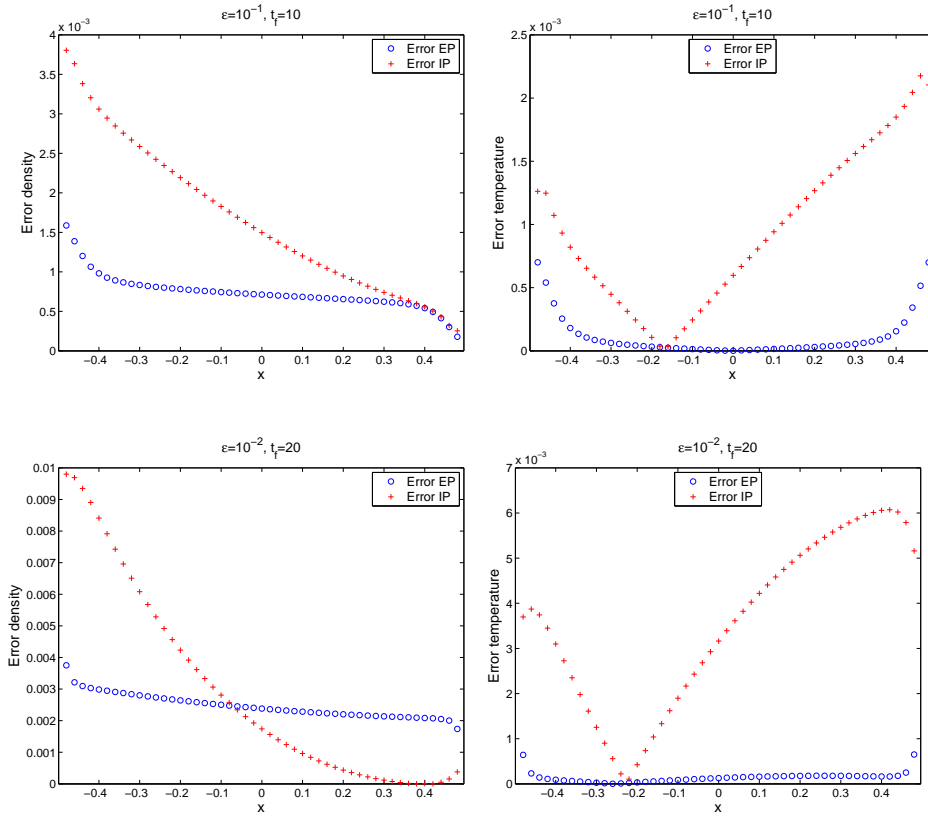 ε=10⁻¹, t_f=10
x 10⁻³
4
3.5
3
2.5
2
1.5
1
0.5
0
Error density
−0.4 −0.3 −0.2 −0.1 0 0.1 0.2 0.3 0.4
x
Error EP
Error IP
ε=10⁻¹, t_f=10
x 10⁻³
2.5
2
1.5
1
0.5
0
Error temperature
−0.4 −0.3 −0.2 −0.1 0 0.1 0.2 0.3 0.4
x
Error EP
Error IP
ε=10⁻², t_f=20
0.01
0.009
0.008
0.007
0.006
0.005
0.004
0.003
0.002
0.001
0
Error density
−0.4 −0.3 −0.2 −0.1 0 0.1 0.2 0.3 0.4
x
Error EP
Error IP
ε=10⁻², t_f=20
x 10⁻³
7
6
5
4
3
2
1
0
Error temperature
−0.4 −0.3 −0.2 −0.1 0 0.1 0.2 0.3 0.4
x
Error EP
Error IP